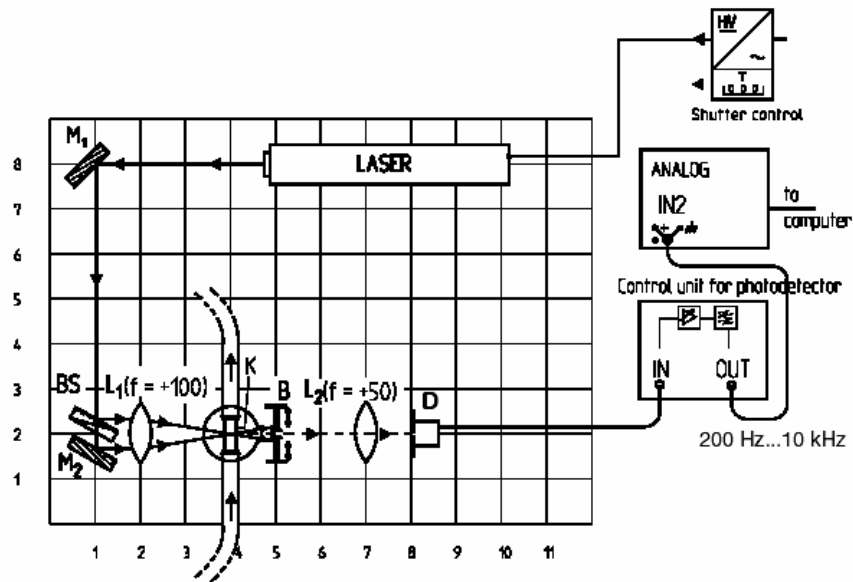 HV
~
T
000
Shutter control
M₁
LASER
ANALOG
IN2
to
computer
Control unit for photodetector
IN
OUT
200 Hz...10 kHz
BS
L₁(f = +100)
K
B
L₂(f = +50)
D
M₂
8
7
6
5
4
3
2
1
1 2 3 4 5 6 7 8 9 10 11